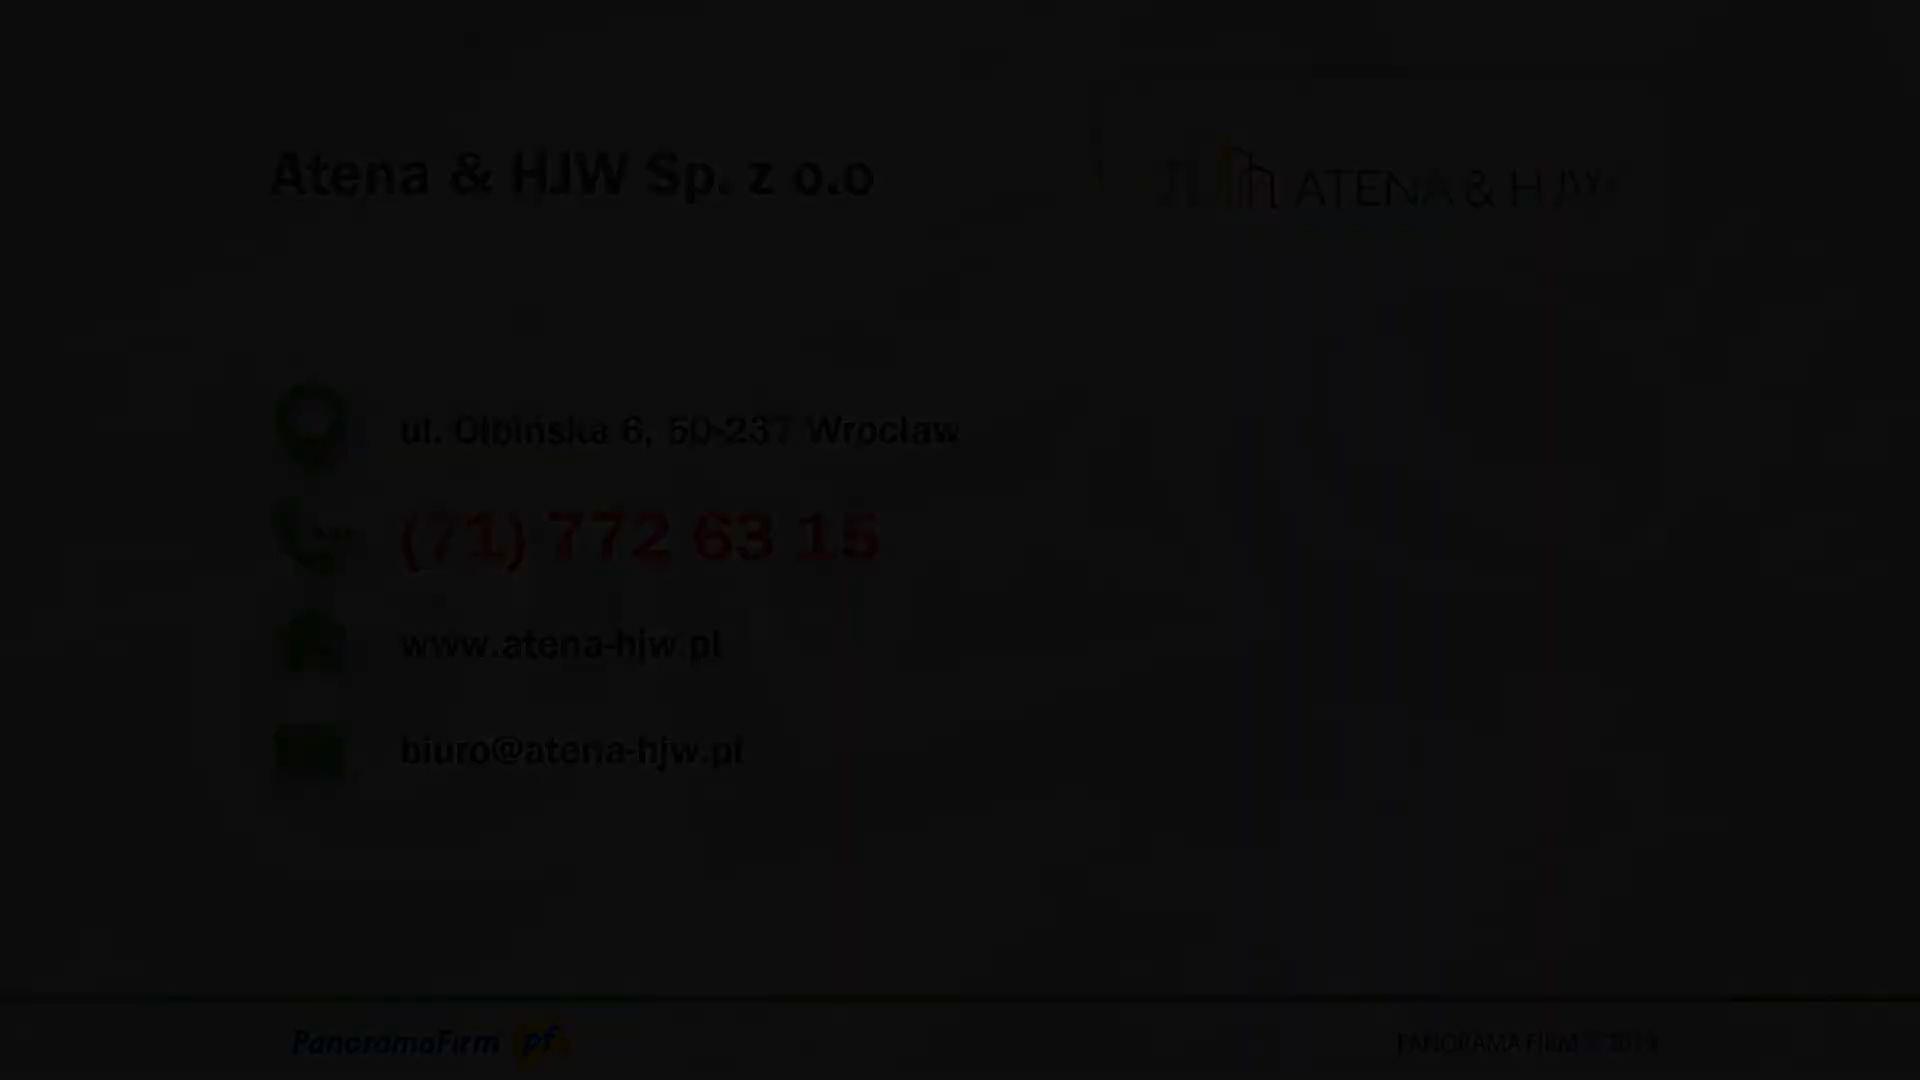 Atena & HJW Sp. z o.o
ATENA & HJW
ul. Ołbińska 6, 50-237 Wrocław
(71) 772 63 15
www.atena-hjw.pl
biuro@atena-hjw.pl
PanoramaFirm pf
PANORAMA FIRM ©